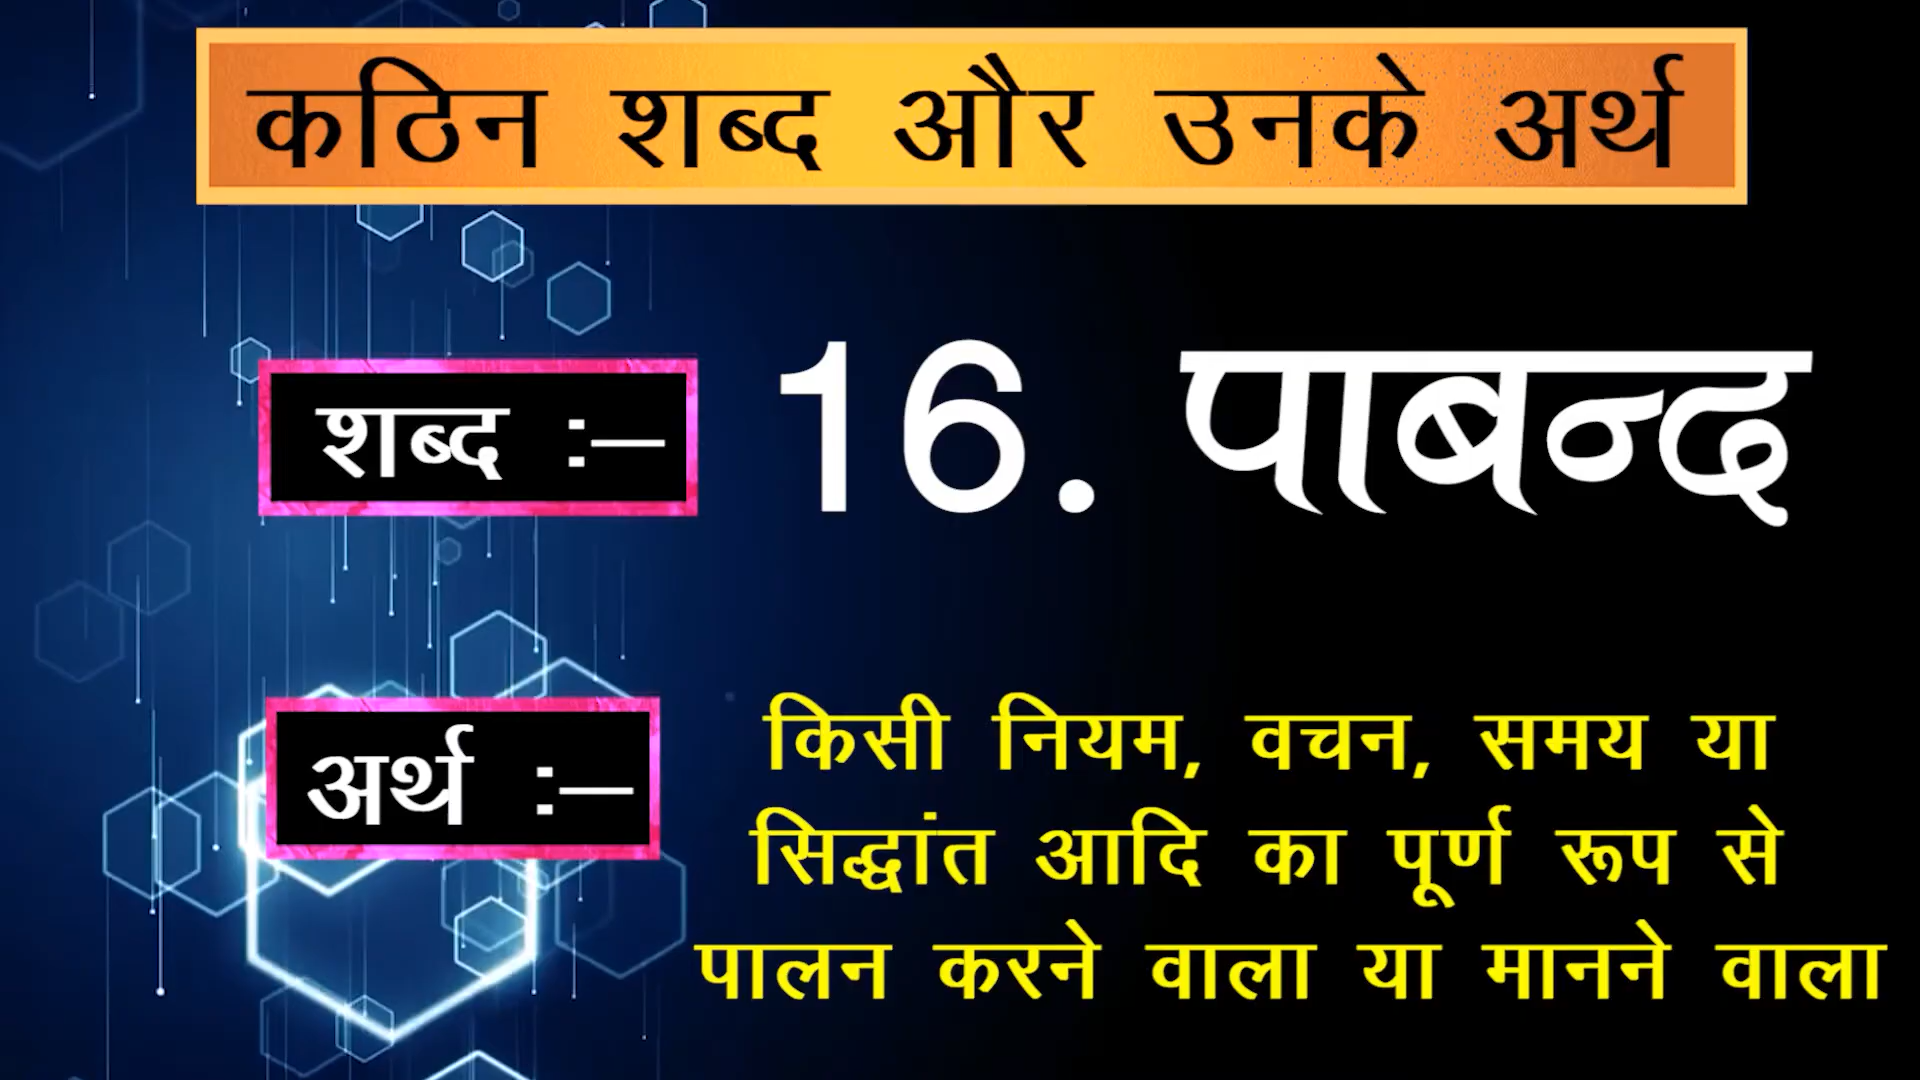 कठिन शब्द और उनके अर्थ
शब्द :– 16. पाबन्द
अर्थ :–
किसी नियम, वचन, समय या
सिद्धांत आदि का पूर्ण रूप से
पालन करने वाला या मानने वाला